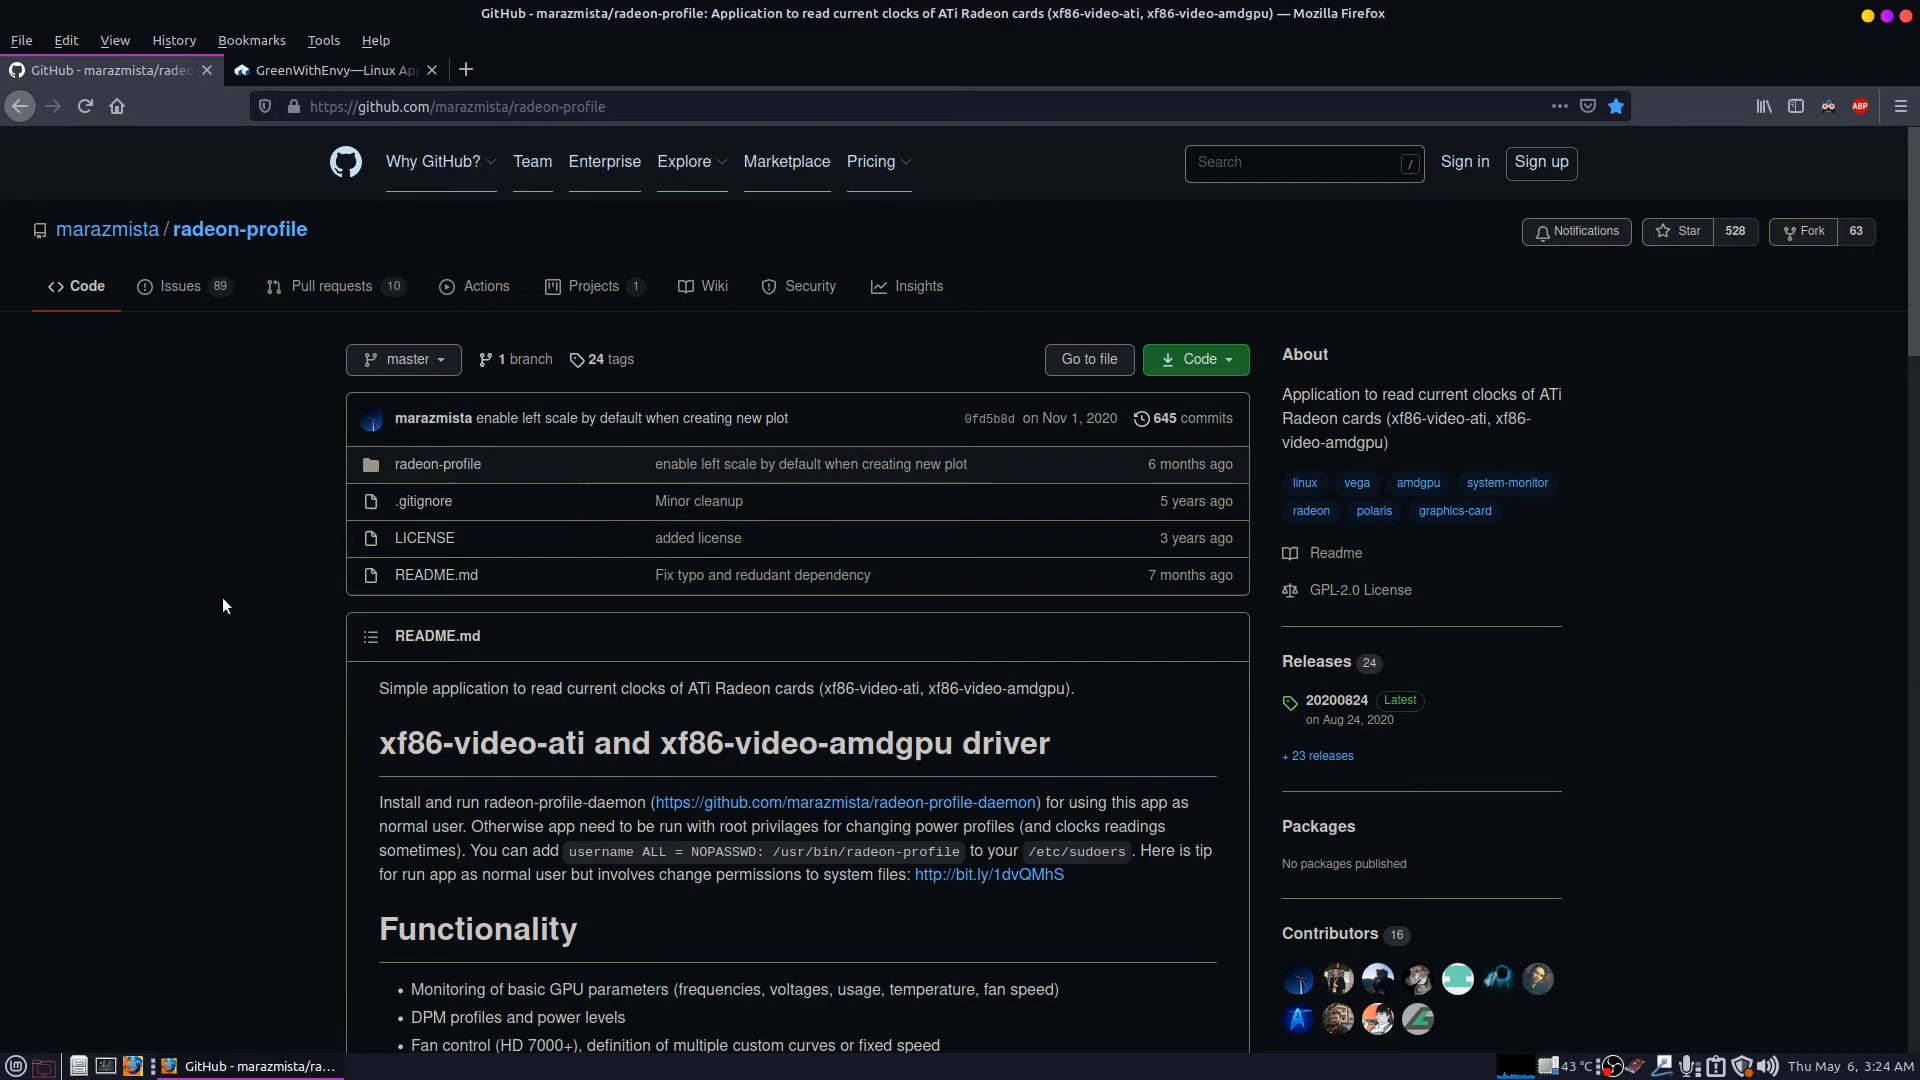 GitHub - marazmista/radeon-profile: Application to read current clocks of ATi Radeon cards (xf86-video-ati, xf86-video-amdgpu) — Mozilla Firefox
File Edit View History Bookmarks Tools Help
GitHub - marazmista/radeo GreenWithEnvy—Linux App
https://github.com/marazmista/radeon-profile
ABP
Why GitHub? Team Enterprise Explore Marketplace Pricing Search / Sign in Sign up
marazmista / radeon-profile
Notifications Star 528 Fork 63
Code Issues 89 Pull requests 10 Actions Projects 1 Wiki Security Insights
master 1 branch 24 tags Go to file Code
marazmista enable left scale by default when creating new plot 0fd5b8d on Nov 1, 2020 645 commits
radeon-profile enable left scale by default when creating new plot 6 months ago
.gitignore Minor cleanup 5 years ago
LICENSE added license 3 years ago
README.md Fix typo and redudant dependency 7 months ago
README.md
Simple application to read current clocks of ATi Radeon cards (xf86-video-ati, xf86-video-amdgpu).
xf86-video-ati and xf86-video-amdgpu driver
Install and run radeon-profile-daemon (https://github.com/marazmista/radeon-profile-daemon) for using this app as
normal user. Otherwise app need to be run with root privilages for changing power profiles (and clocks readings
sometimes). You can add username ALL = NOPASSWD: /usr/bin/radeon-profile to your /etc/sudoers. Here is tip
for run app as normal user but involves change permissions to system files: http://bit.ly/1dvQMhS
Functionality
• Monitoring of basic GPU parameters (frequencies, voltages, usage, temperature, fan speed)
• DPM profiles and power levels
• Fan control (HD 7000+), definition of multiple custom curves or fixed speed
About
Application to read current clocks of ATi
Radeon cards (xf86-video-ati, xf86-
video-amdgpu)
linux vega amdgpu system-monitor
radeon polaris graphics-card
Readme
GPL-2.0 License
Releases 24
20200824 Latest
on Aug 24, 2020
+ 23 releases
Packages
No packages published
Contributors 16
GitHub - marazmista/ra...
43 °C
Thu May 6, 3:24 AM